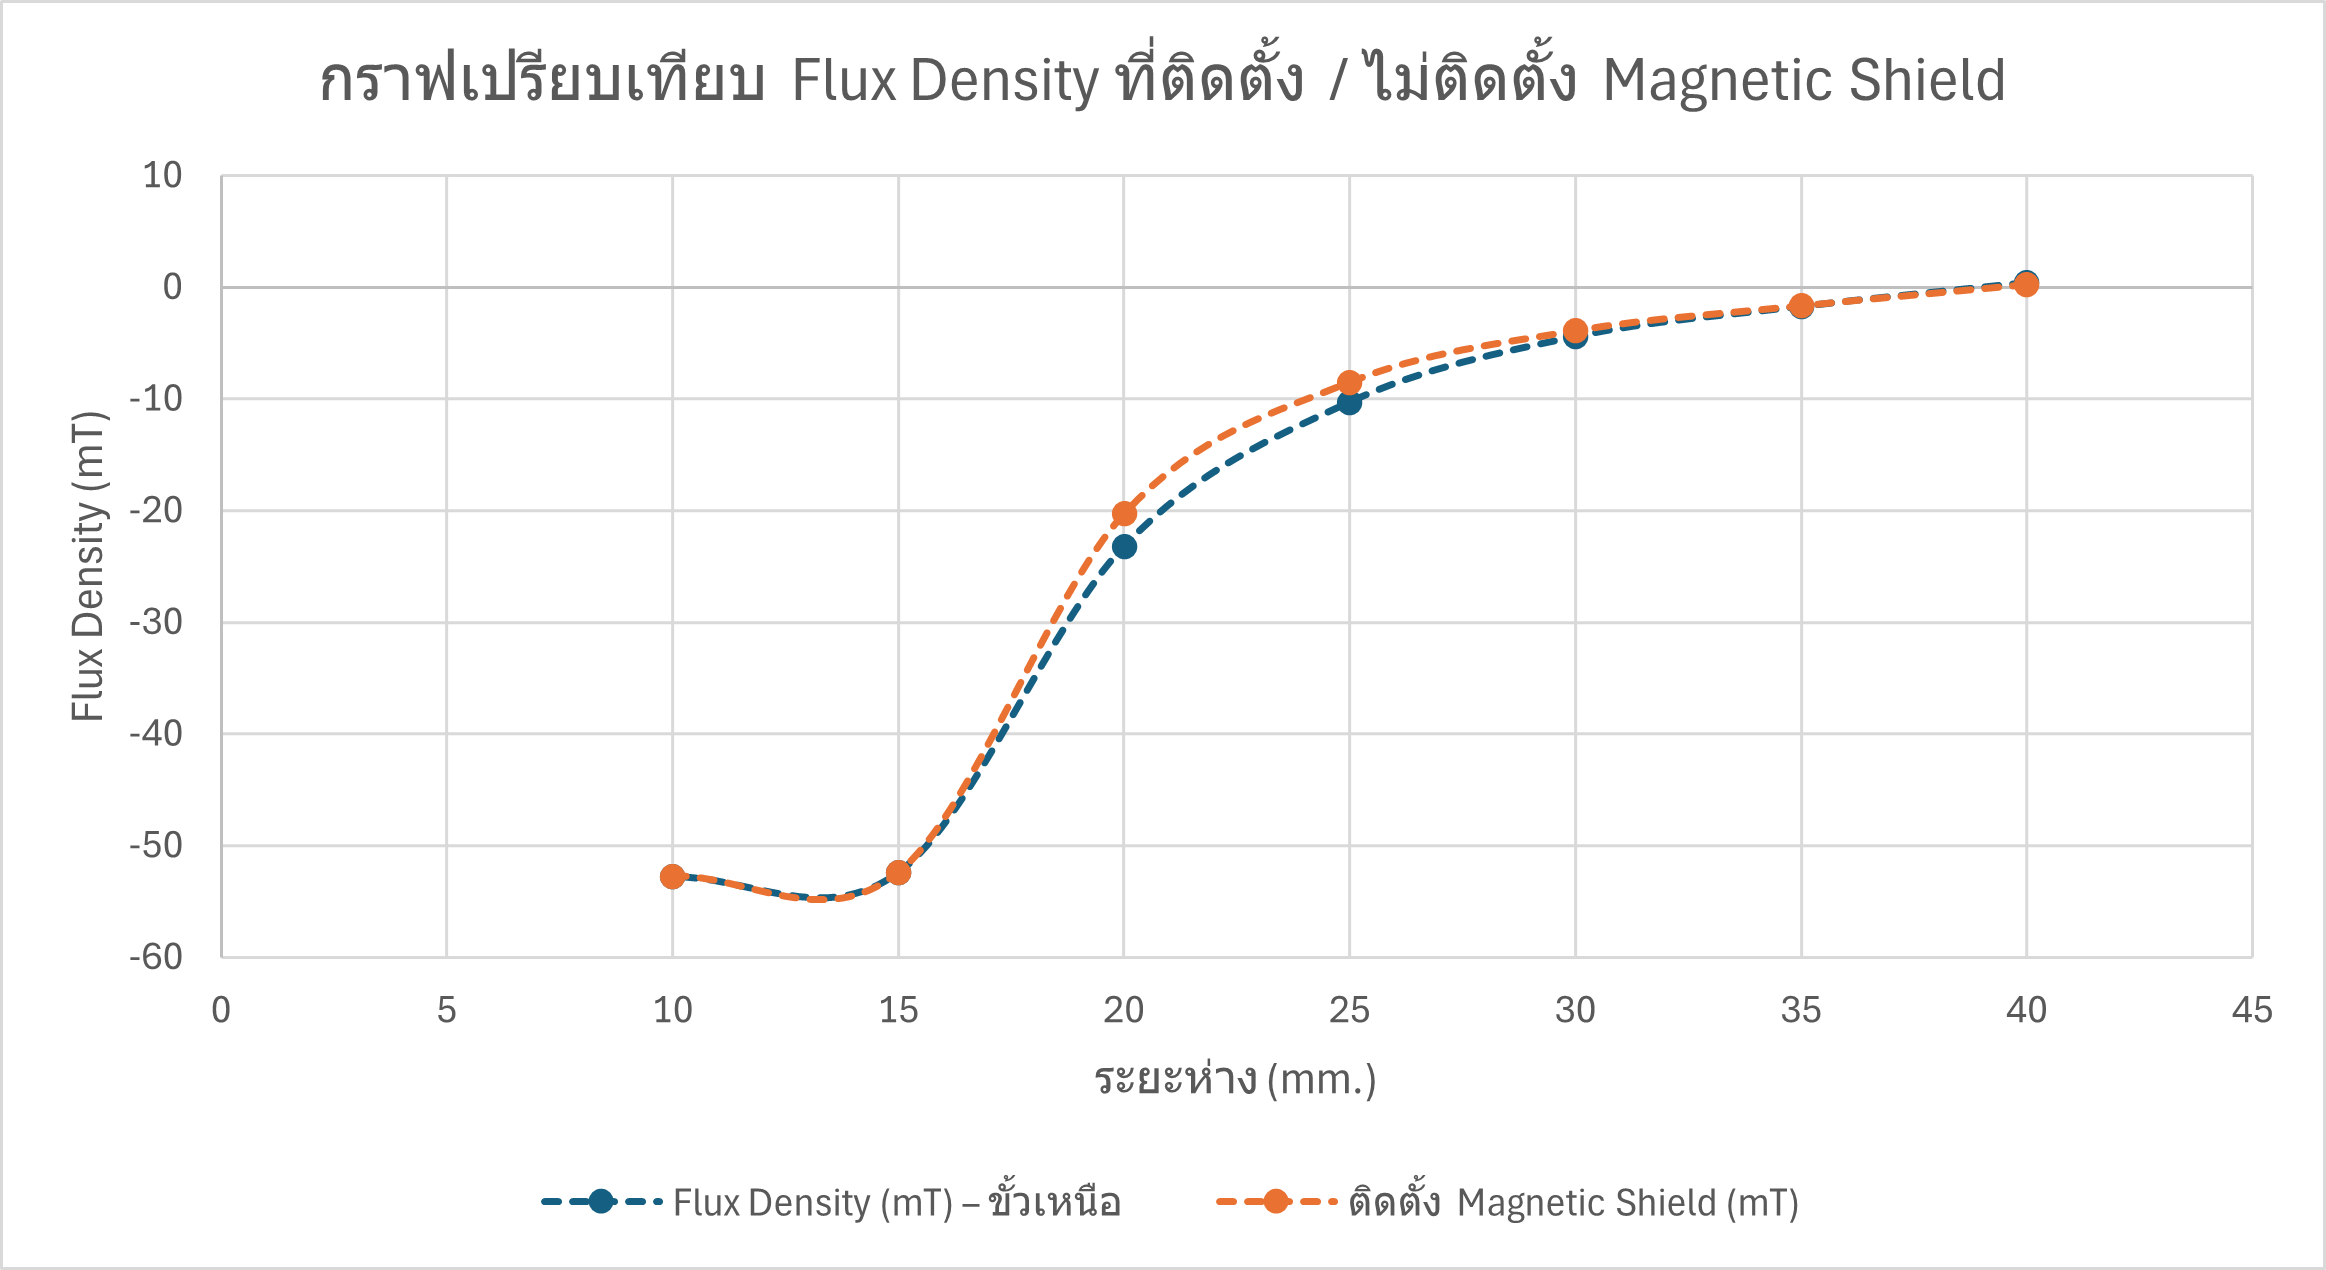 กราฟเปรียบเทียบ Flux Density ที่ติดตั้ง / ไม่ติดตั้ง Magnetic Shield
10
0
-10
-20
-30
-40
-50
-60
Flux Density (mT)
0 5 10 15 20 25 30 35 40 45
ระยะห่าง (mm.)
Flux Density (mT) – ขั้วเหนือ ติดตั้ง Magnetic Shield (mT)